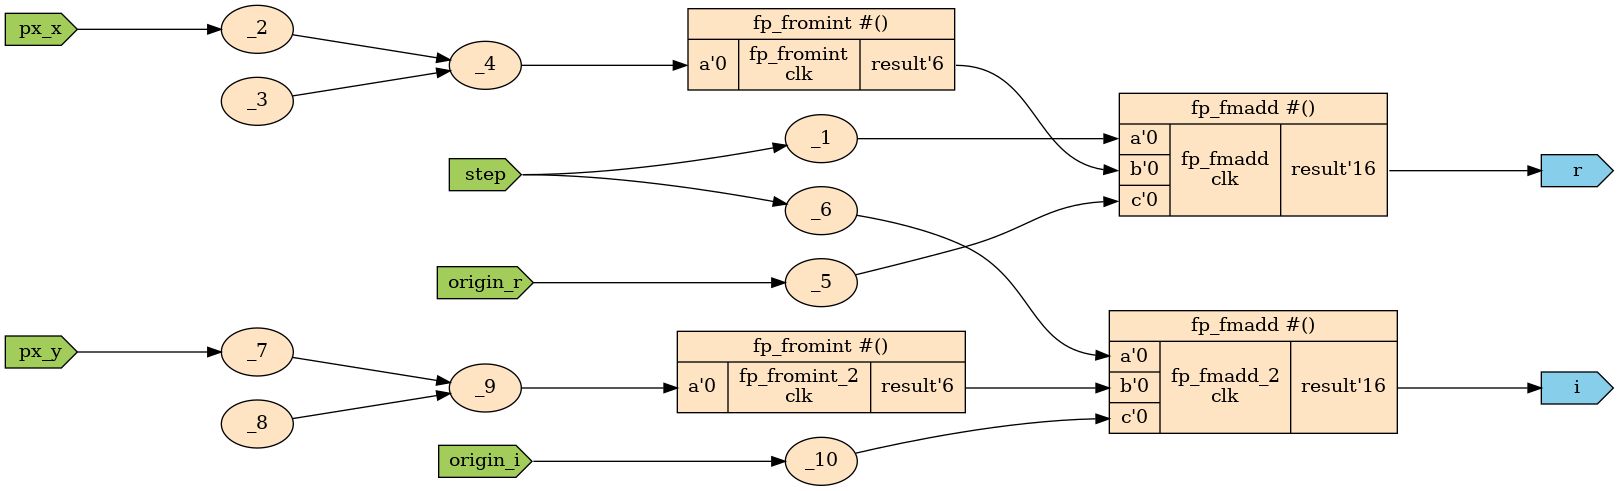 px_x
_2
_3
_4
fp_fromint #()
a'0
fp_fromint
clk
result'6
step
_1
_6
origin_r
_5
fp_fmadd #()
a'0
b'0
c'0
fp_fmadd
clk
result'16
r
px_y
_7
_8
_9
fp_fromint #()
a'0
fp_fromint_2
clk
result'6
origin_i
_10
fp_fmadd #()
a'0
b'0
c'0
fp_fmadd_2
clk
result'16
i